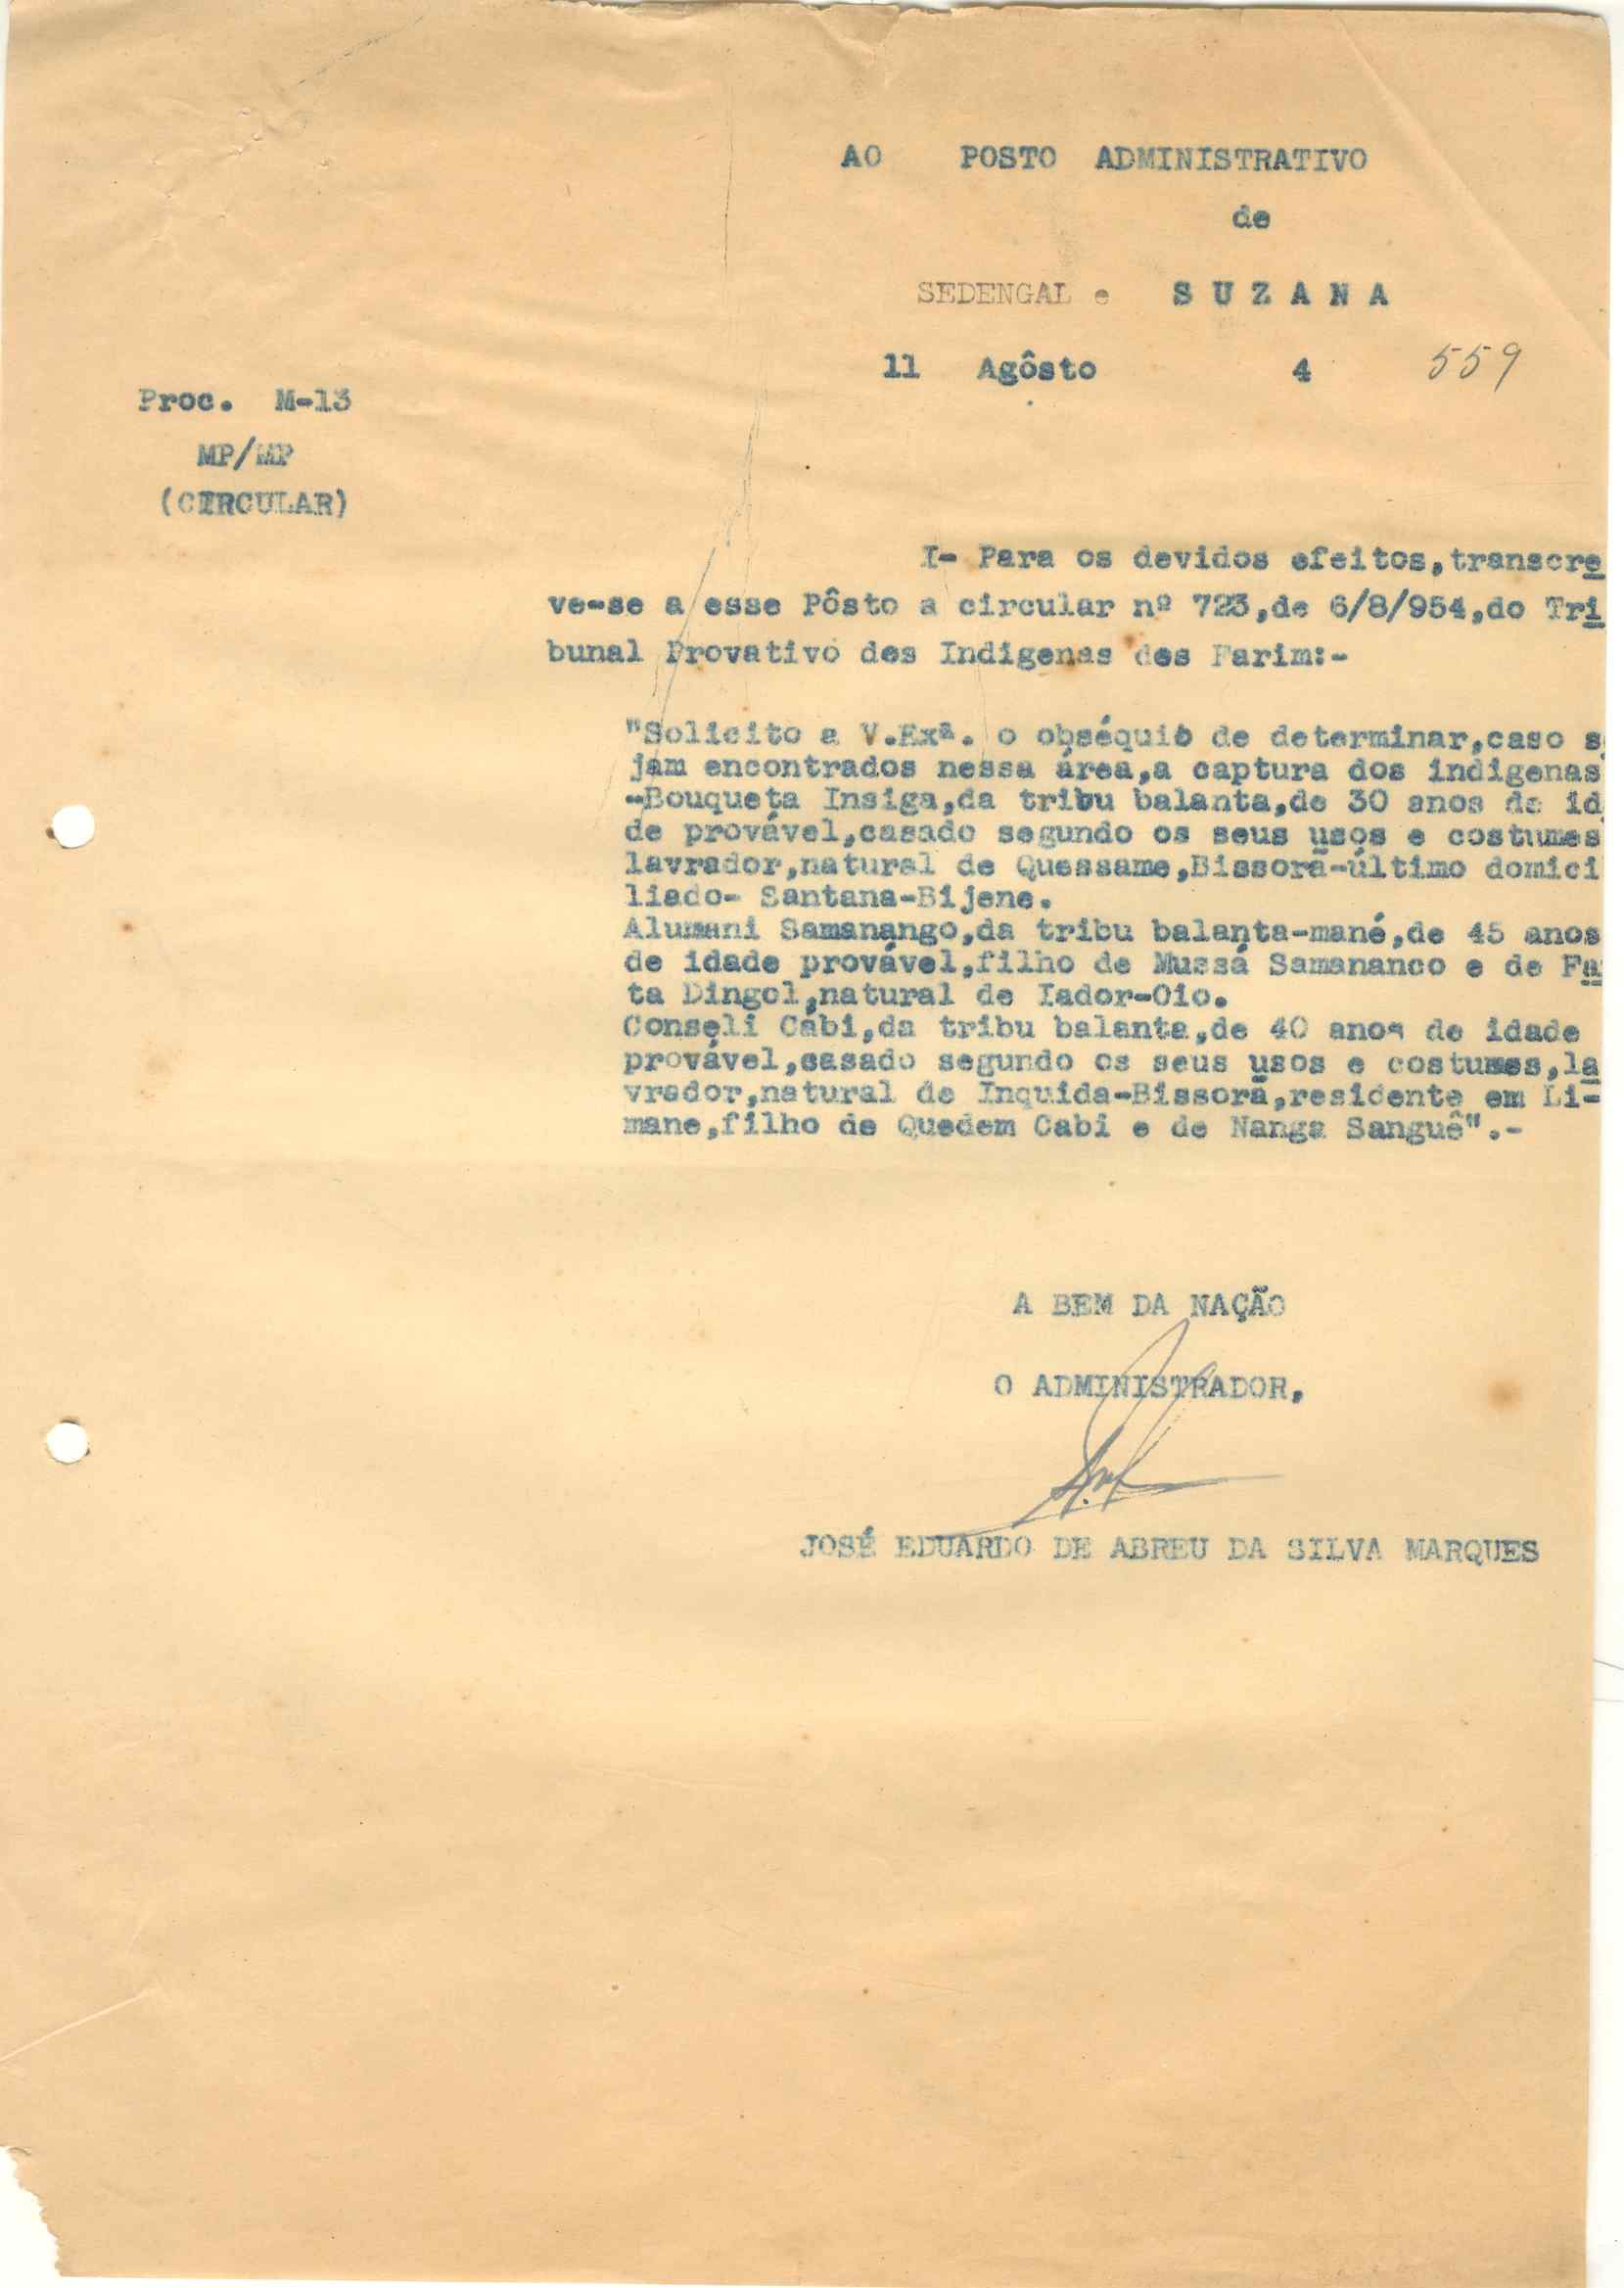 AO POSTO ADMINISTRATIVO
de
SEDENGAL e S U Z A N A
11 Agôsto 4 559
Proc. M-13
MP/MP
(CIRCULAR)
I- Para os devidos efeitos,transcre
ve-se a esse Pôsto a circular nº 723,de 6/8/954,do Tri
bunal Provativo des Indigenas des Farim:-
"Solicito a V.Exª. o obséquio de determinar,caso s
jam encontrados nessa área,a captura dos indigenas
-Bouqueta Insiga,da tribu balanta,de 30 anos de id
de provável,casado segundo os seus usos e costumes
lavrador,natural de Quessame,Bissorã-último domici
liado- Santana-Bijene.
Alumani Samanango,da tribu balanta-mané,de 45 anos
de idade provável,filho de Mussá Samananco e de Fa
ta Dingol,natural de Iador-Oio.
Conseli Cábi,da tribu balanta,de 40 anos de idade
provável,casado segundo os seus usos e costumes,la
vrador,natural de Inquida-Bissorã,residente em Li-
mane,filho de Quedem Cabi e de Nanga Sanguê".-
A BEM DA NAÇÃO
O ADMINISTRADOR,
JOSÉ EDUARDO DE ABREU DA SILVA MARQUES